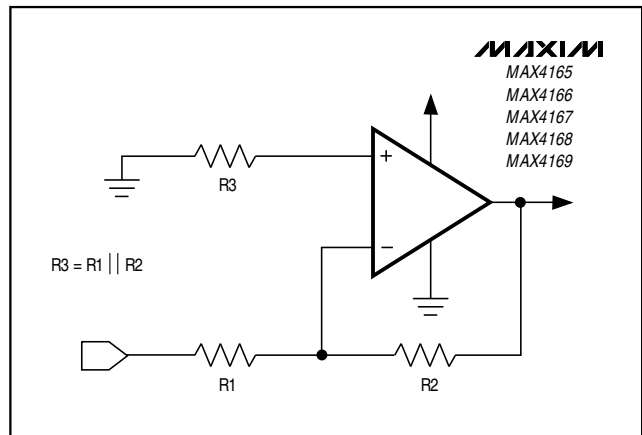 MAXIM
MAX4165
MAX4166
MAX4167
MAX4168
MAX4169
+
R3
−
R3 = R1 || R2
R1
R2